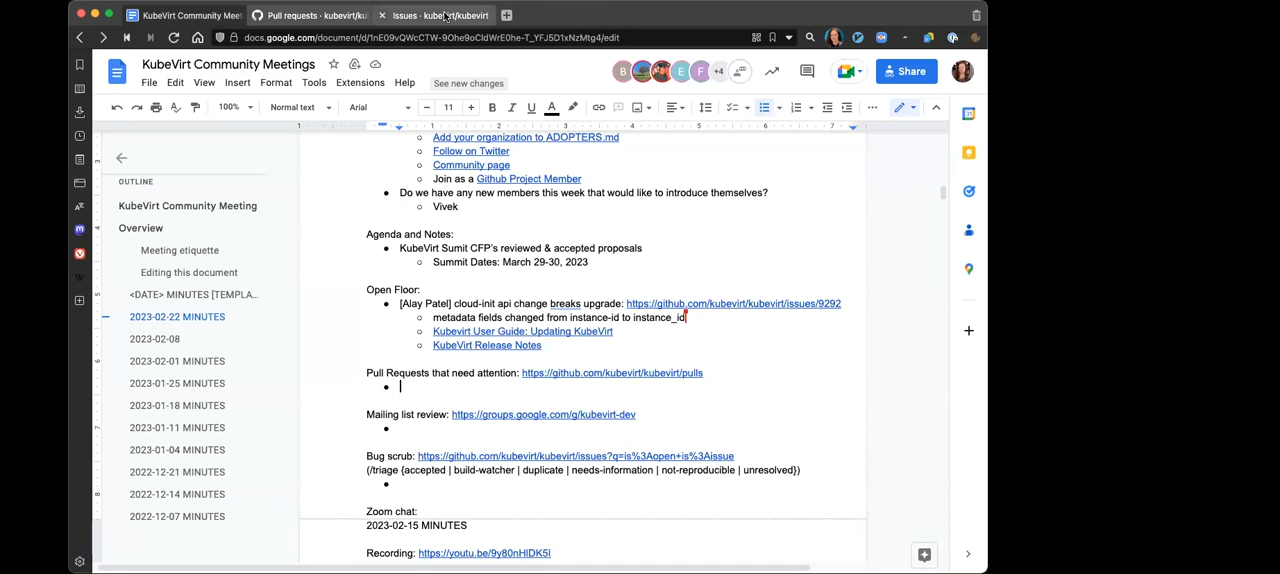 KubeVirt Community Meet
Pull requests · kubevirt/ku
Issues · kubevirt/kubevirt
docs.google.com/document/d/1nE09vQWcCTW-9Ohe9oCldWrE0he-T_YFJ5D1xNzMtg4/edit
KubeVirt Community Meetings
File Edit View Insert Format Tools Extensions Help
See new changes
B E F +4
Share
100% Normal text Arial 11
OUTLINE
KubeVirt Community Meeting
Overview
Meeting etiquette
Editing this document
<DATE> MINUTES [TEMPLA...
2023-02-22 MINUTES
2023-02-08
2023-02-01 MINUTES
2023-01-25 MINUTES
2023-01-18 MINUTES
2023-01-11 MINUTES
2023-01-04 MINUTES
2022-12-21 MINUTES
2022-12-14 MINUTES
2022-12-07 MINUTES
Add your organization to ADOPTERS.md
Follow on Twitter
Community page
Join as a Github Project Member
Do we have any new members this week that would like to introduce themselves?
Vivek
Agenda and Notes:
KubeVirt Sumit CFP's reviewed & accepted proposals
Summit Dates: March 29-30, 2023
Open Floor:
[Alay Patel] cloud-init api change breaks upgrade: https://github.com/kubevirt/kubevirt/issues/9292
metadata fields changed from instance-id to instance_id
Kubevirt User Guide: Updating KubeVirt
KubeVirt Release Notes
Pull Requests that need attention: https://github.com/kubevirt/kubevirt/pulls
Mailing list review: https://groups.google.com/g/kubevirt-dev
Bug scrub: https://github.com/kubevirt/kubevirt/issues?q=is%3Aopen+is%3Aissue
(/triage {accepted | build-watcher | duplicate | needs-information | not-reproducible | unresolved})
Zoom chat:
2023-02-15 MINUTES
Recording: https://youtu.be/9y80nHlDK5I